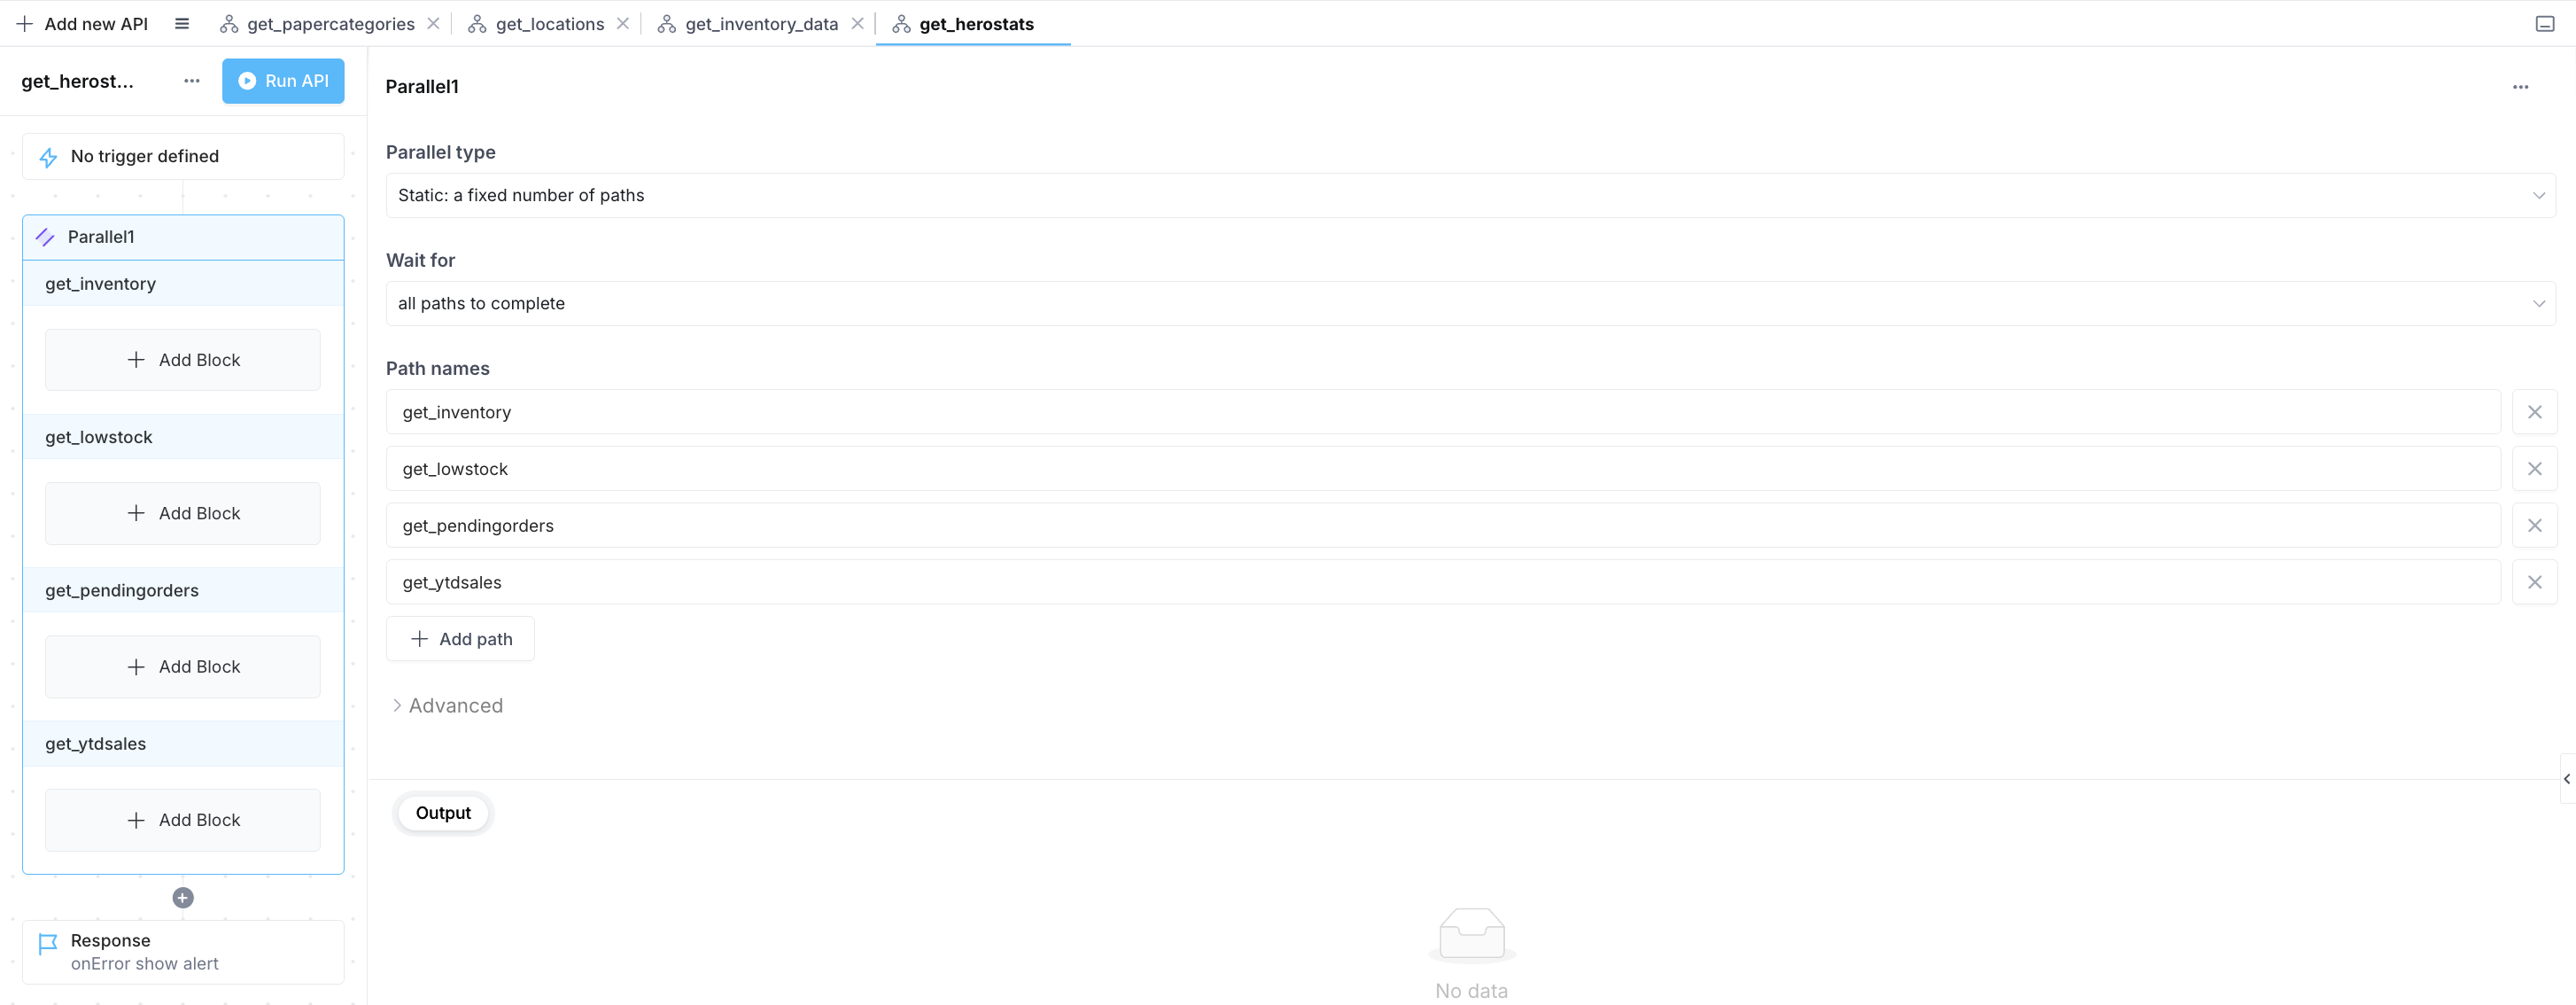 Add new API
get_papercategories
get_locations
get_inventory_data
get_herostats
get_herost...
Run API
No trigger defined
Parallel1
get_inventory
Add Block
get_lowstock
Add Block
get_pendingorders
Add Block
get_ytdsales
Add Block
Response
onError show alert
Parallel1
Parallel type
Static: a fixed number of paths
Wait for
all paths to complete
Path names
get_inventory
get_lowstock
get_pendingorders
get_ytdsales
Add path
Advanced
Output
No data